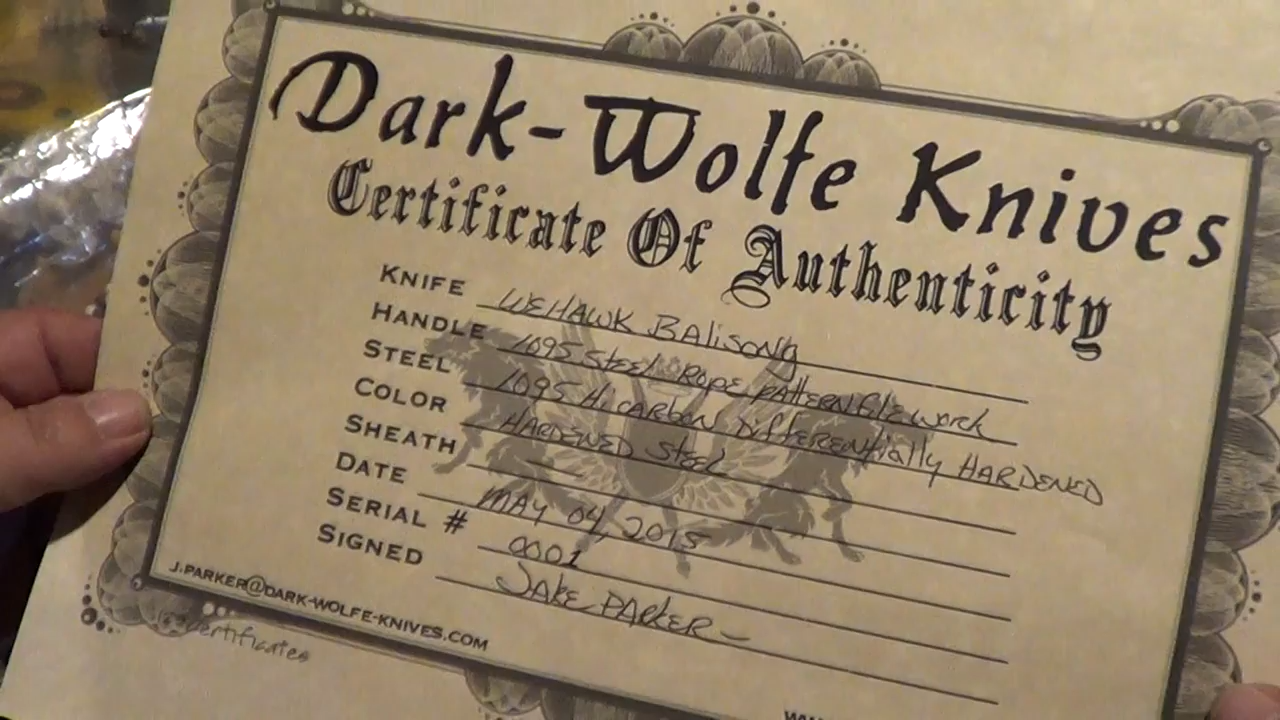 Dark-Wolfe Knives
Certificate Of Authenticity
KNIFE WEHAWK BALISONG
HANDLE 1095 Steel ROPE PATTERN FILEWORK
STEEL 1095 Hi CARBON DiffERENTIAlly HARDENED
COLOR HARDENED STEEL
SHEATH
DATE MAY 04, 2015
SERIAL # 0001
SIGNED JAKE PARKER
J.PARKER@DARK-WOLFE-KNIVES.COM
certificates